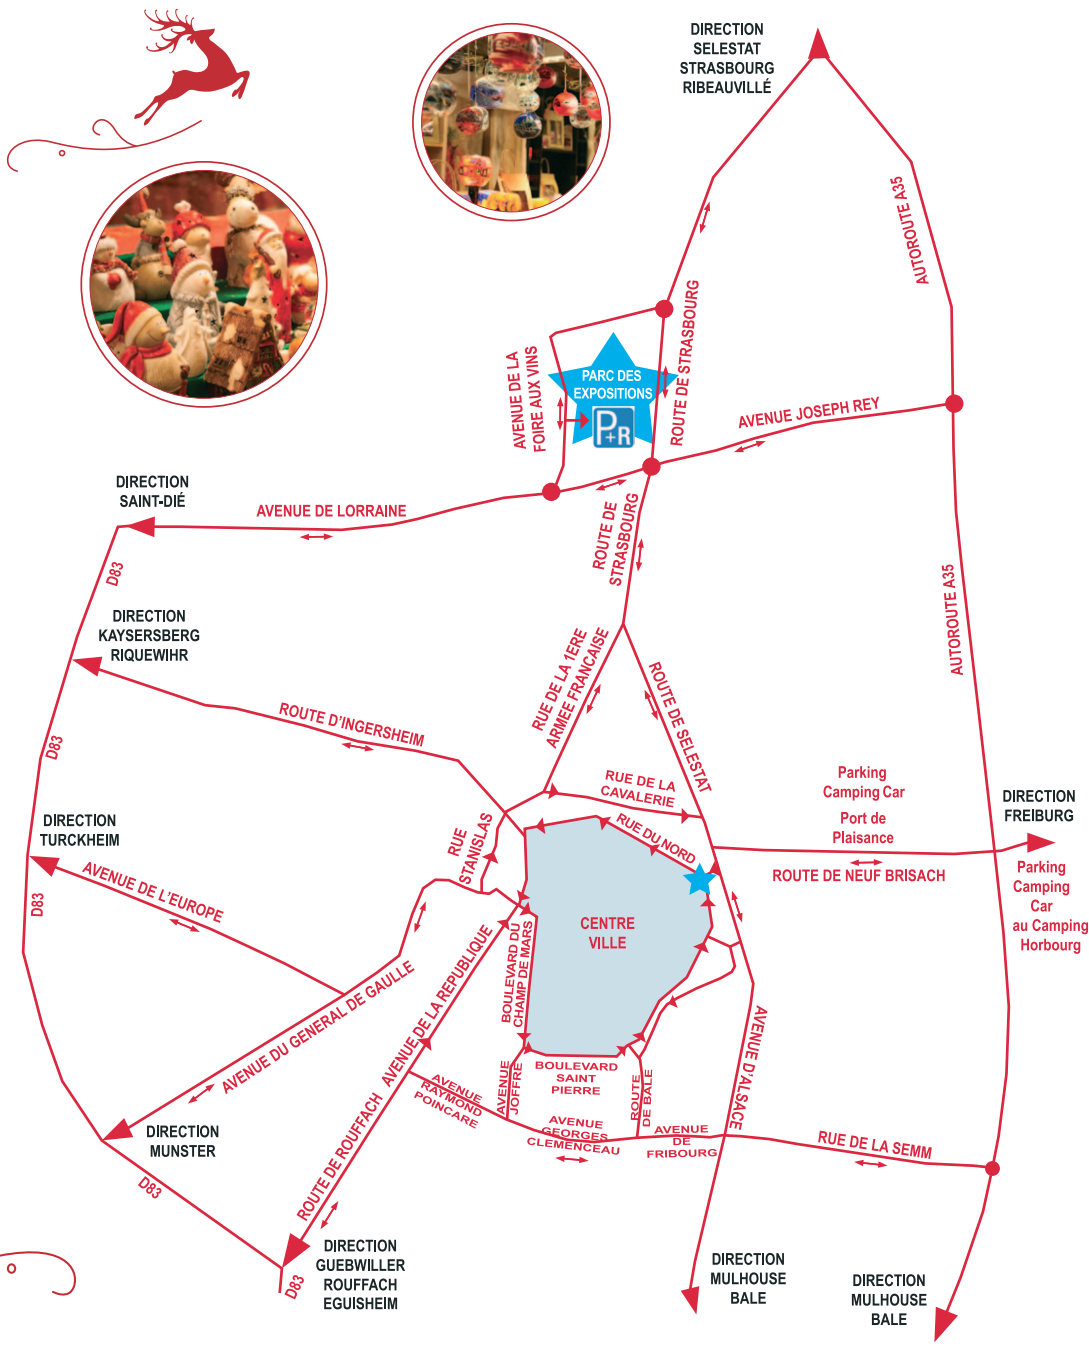 DIRECTION
SELESTAT
STRASBOURG
RIBEAUVILLÉ
AUTOROUTE A35
ROUTE DE STRASBOURG
AVENUE DE LA
FOIRE AUX VINS
PARC DES
EXPOSITIONS
P+R
AVENUE JOSEPH REY
DIRECTION
SAINT-DIÉ
AVENUE DE LORRAINE
ROUTE DE
STRASBOURG
D83
AUTOROUTE A35
DIRECTION
KAYSERSBERG
RIQUEWIHR
RUE DE LA 1ERE
ARMEE FRANCAISE
ROUTE DE SELESTAT
ROUTE D'INGERSHEIM
D83
RUE DE LA
CAVALERIE
Parking
Camping Car
Port de
Plaisance
DIRECTION
FREIBURG
DIRECTION
TURCKHEIM
RUE
STANISLAS
RUE DU NORD
ROUTE DE NEUF BRISACH
Parking
Camping
Car
au Camping
Horbourg
AVENUE DE L'EUROPE
D83
CENTRE
VILLE
BOULEVARD DU
CHAMP DE MARS
AVENUE DE LA REPUBLIQUE
AVENUE DU GENERAL DE GAULLE
AVENUE D'ALSACE
BOULEVARD
SAINT
PIERRE
AVENUE
JOFFRE
ROUTE
DE BALE
AVENUE
RAYMOND
POINCARE
AVENUE
GEORGES
CLEMENCEAU
AVENUE
DE
FRIBOURG
RUE DE LA SEMM
DIRECTION
MUNSTER
ROUTE DE ROUFFACH
D83
DIRECTION
GUEBWILLER
ROUFFACH
EGUISHEIM
D83
DIRECTION
MULHOUSE
BALE
DIRECTION
MULHOUSE
BALE